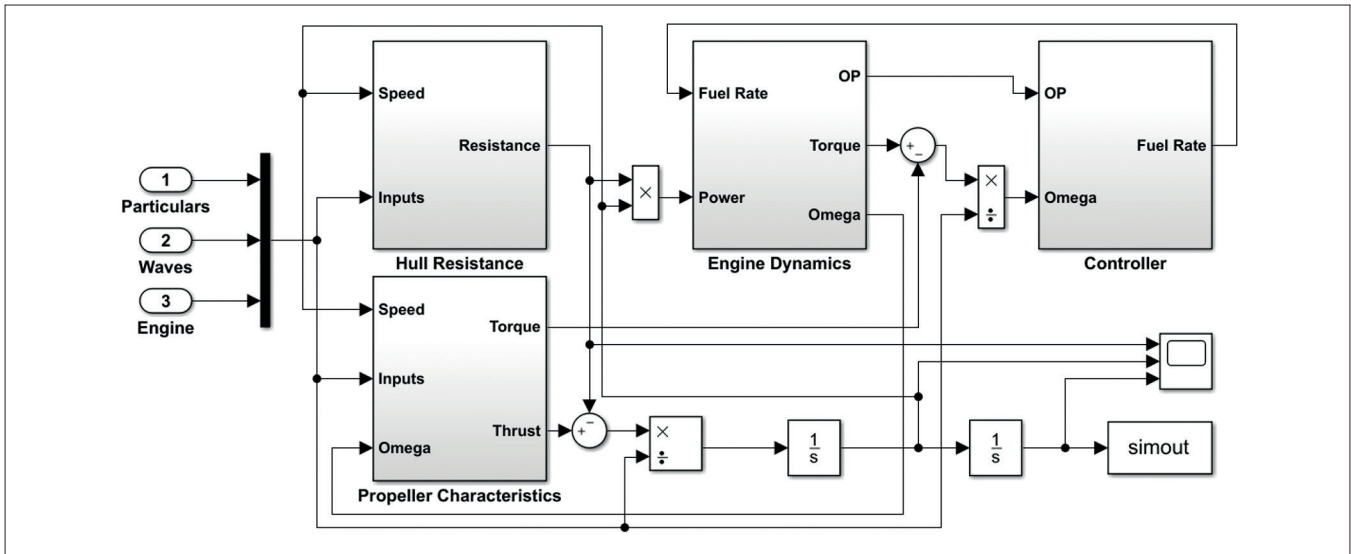 1
Particulars
2
Waves
3
Engine
Speed
Inputs
Resistance
Hull Resistance
Speed
Inputs
Omega
Torque
Thrust
Propeller Characteristics
×
Fuel Rate
Power
OP
Torque
Omega
Engine Dynamics
+
−
×
÷
OP
Omega
Fuel Rate
Controller
+
−
×
÷
1
s
1
s
simout